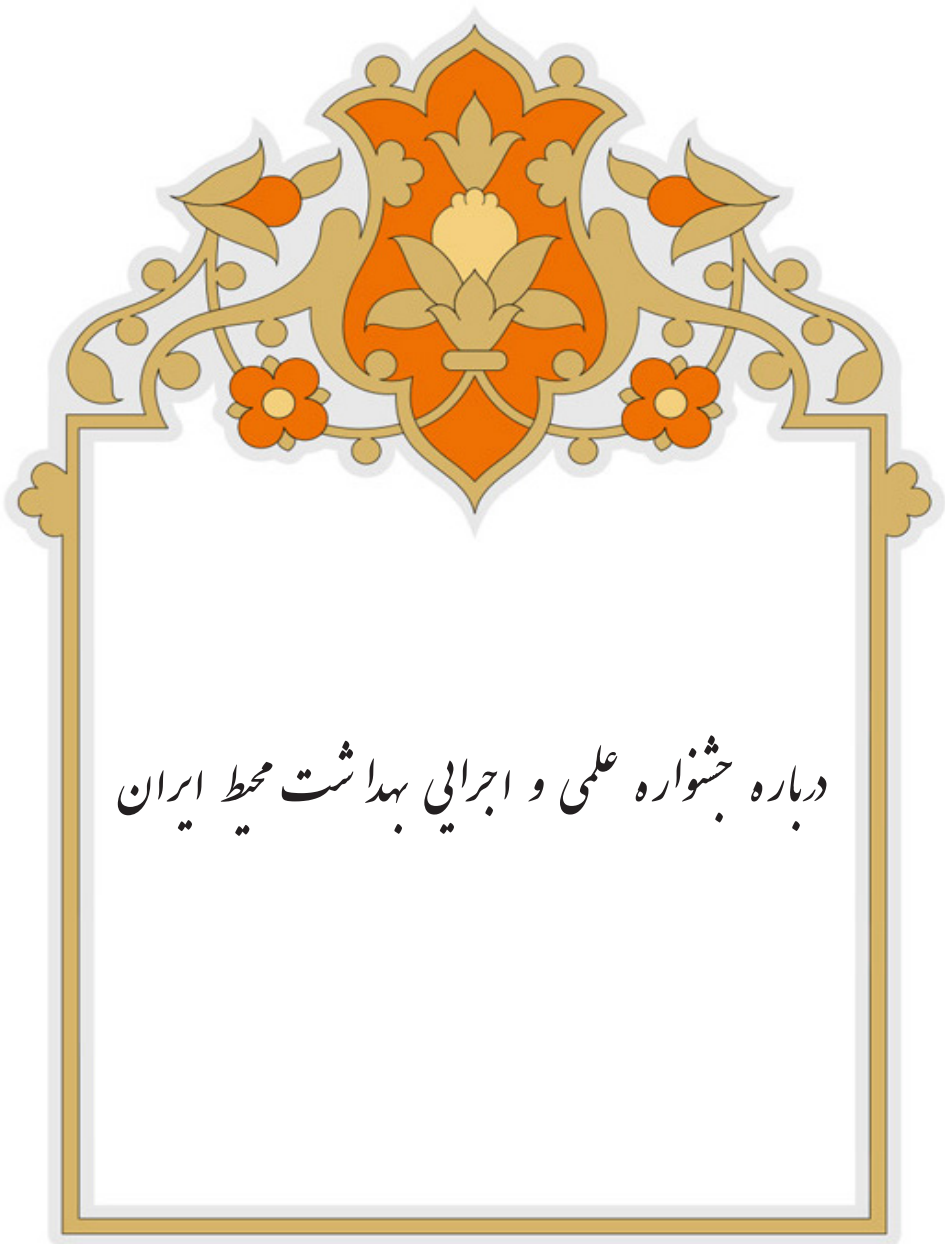 درباره جشنواره علمی و اجرایی بهداشت محیط ایران